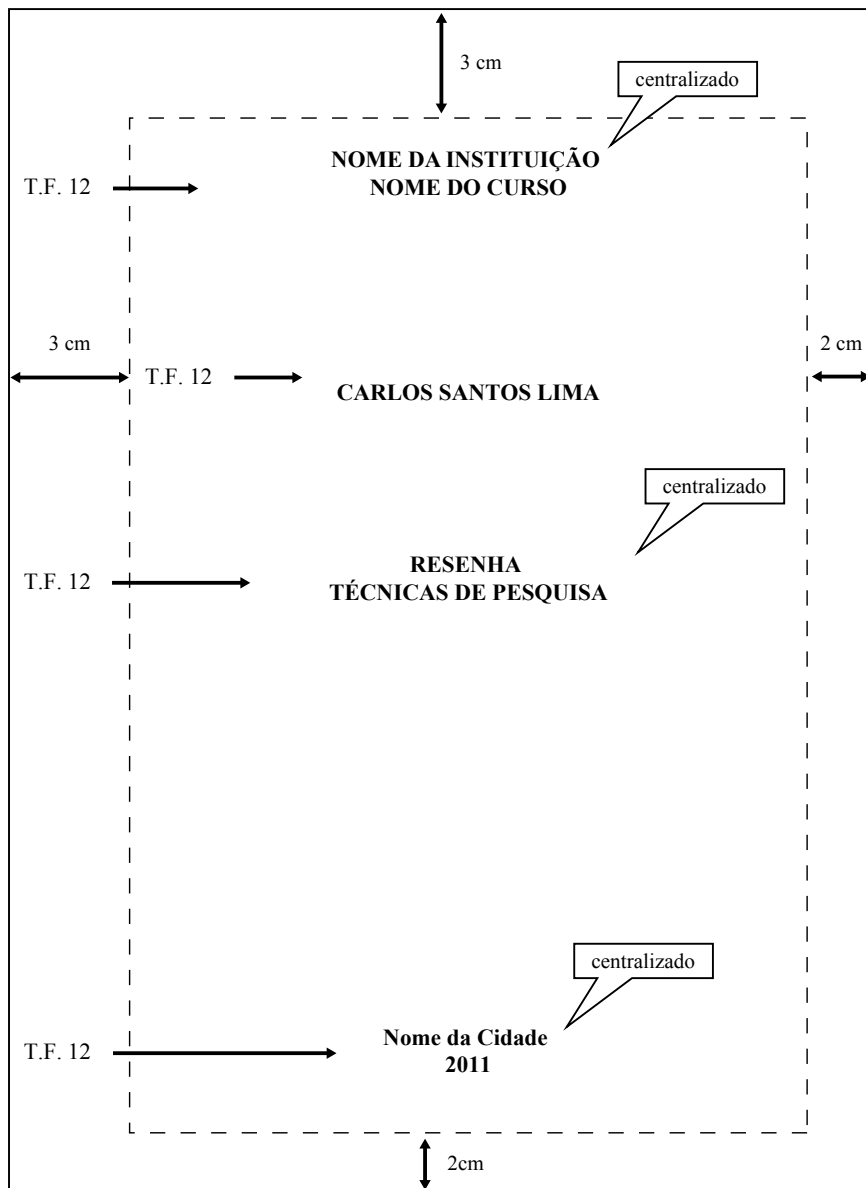 3 cm
centralizado
NOME DA INSTITUIÇÃO
NOME DO CURSO
T.F. 12
3 cm
2 cm
T.F. 12
CARLOS SANTOS LIMA
centralizado
RESENHA
TÉCNICAS DE PESQUISA
T.F. 12
centralizado
Nome da Cidade
2011
T.F. 12
2cm